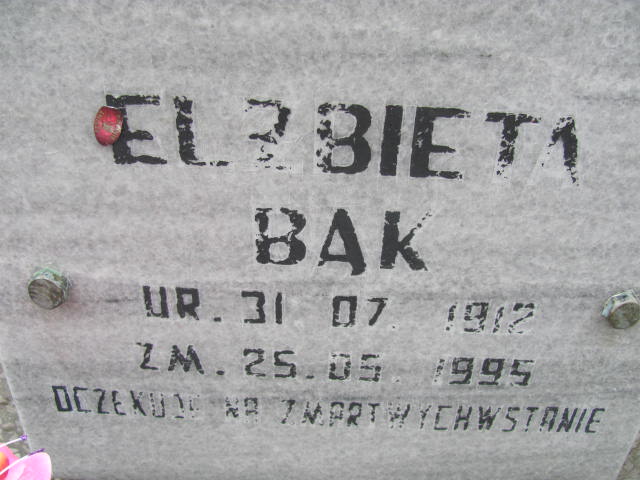 ELŻBIETA
BĄK
UR. 31 07. 1912
ZM. 25.05. 1995
OCZEKUJE NA ZMARTWYCHWSTANIE